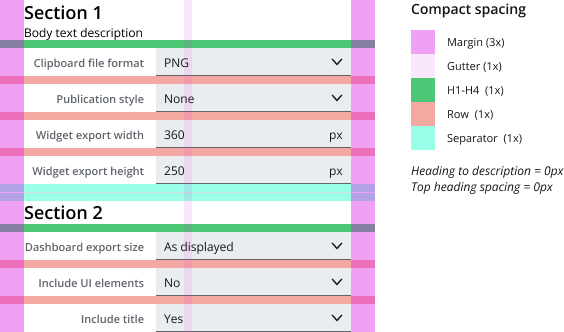 Section 1
Body text description
Clipboard file format PNG
Publication style None
Widget export width 360 px
Widget export height 250 px
Section 2
Dashboard export size As displayed
Include UI elements No
Include title Yes
Compact spacing
Margin (3x)
Gutter (1x)
H1-H4 (1x)
Row (1x)
Separator (1x)
Heading to description = 0px
Top heading spacing = 0px